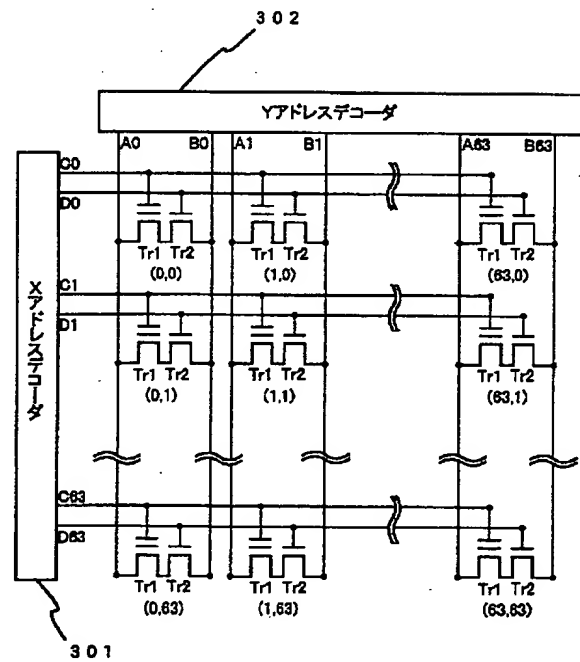 302
Yアドレスデコーダ
A0 B0 A1 B1 A63 B63
C0
D0
Tr1 Tr2 Tr1 Tr2 Tr1 Tr2
(0,0) (1,0) (63,0)
C1
D1
Tr1 Tr2 Tr1 Tr2 Tr1 Tr2
(0,1) (1,1) (63,1)
Xアドレスデコーダ
C63
D63
Tr1 Tr2 Tr1 Tr2 Tr1 Tr2
(0,63) (1,63) (63,63)
301